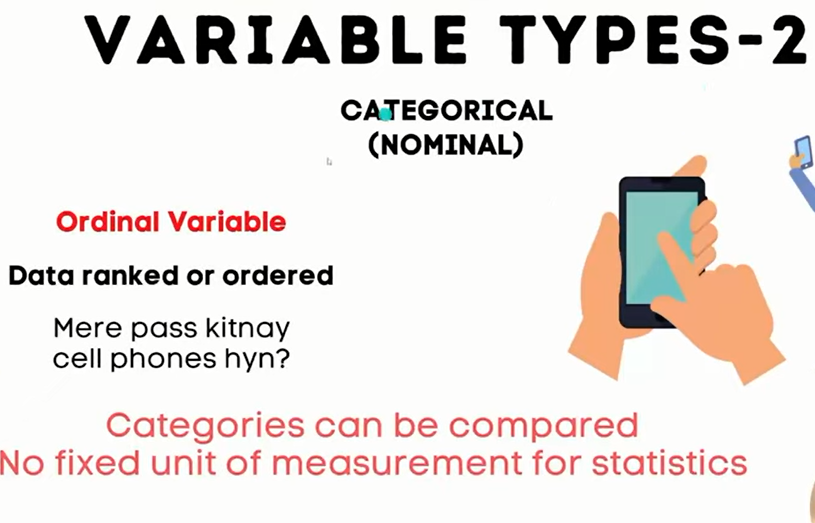 VARIABLE TYPES-2
CATEGORICAL
(NOMINAL)
Ordinal Variable
Data ranked or ordered
Mere pass kitnay
cell phones hyn?
Categories can be compared
No fixed unit of measurement for statistics